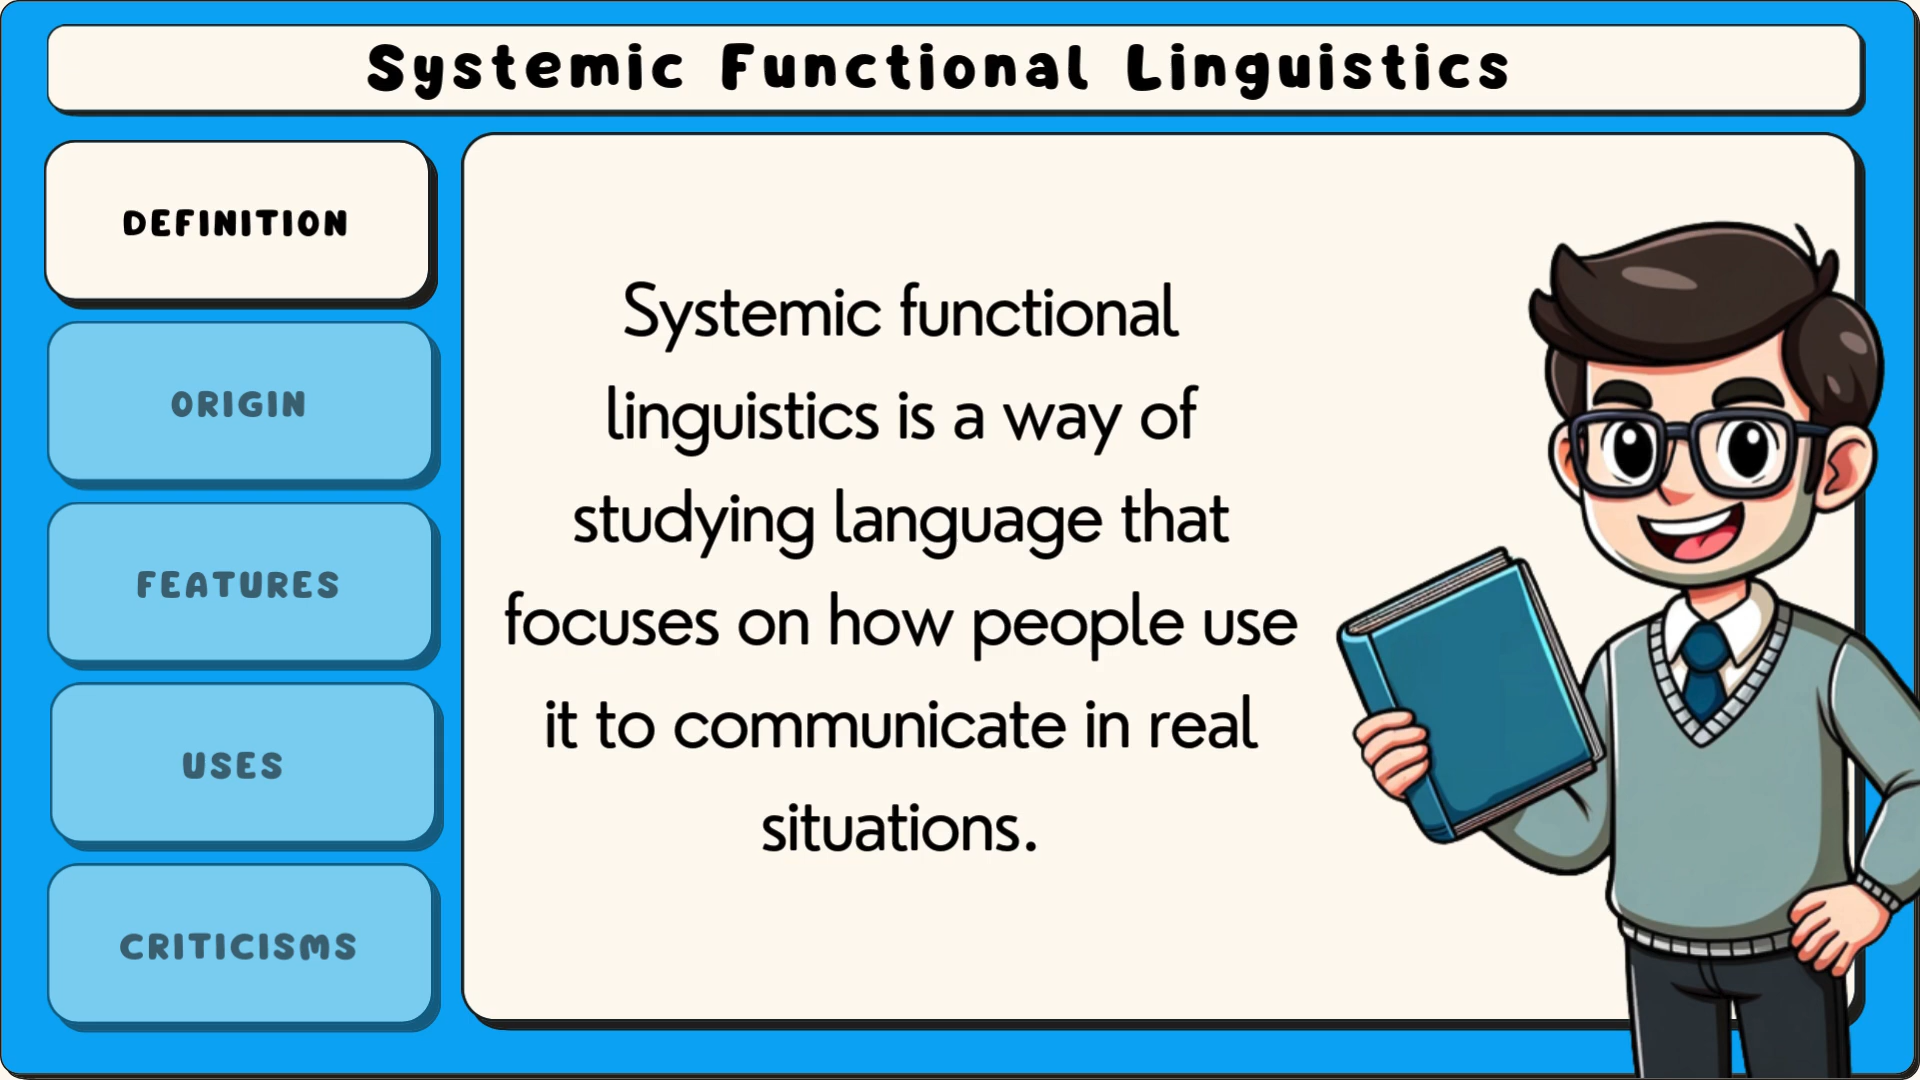 Systemic Functional Linguistics
DEFINITION
ORIGIN
FEATURES
USES
CRITICISMS
Systemic functional
linguistics is a way of
studying language that
focuses on how people use
it to communicate in real
situations.